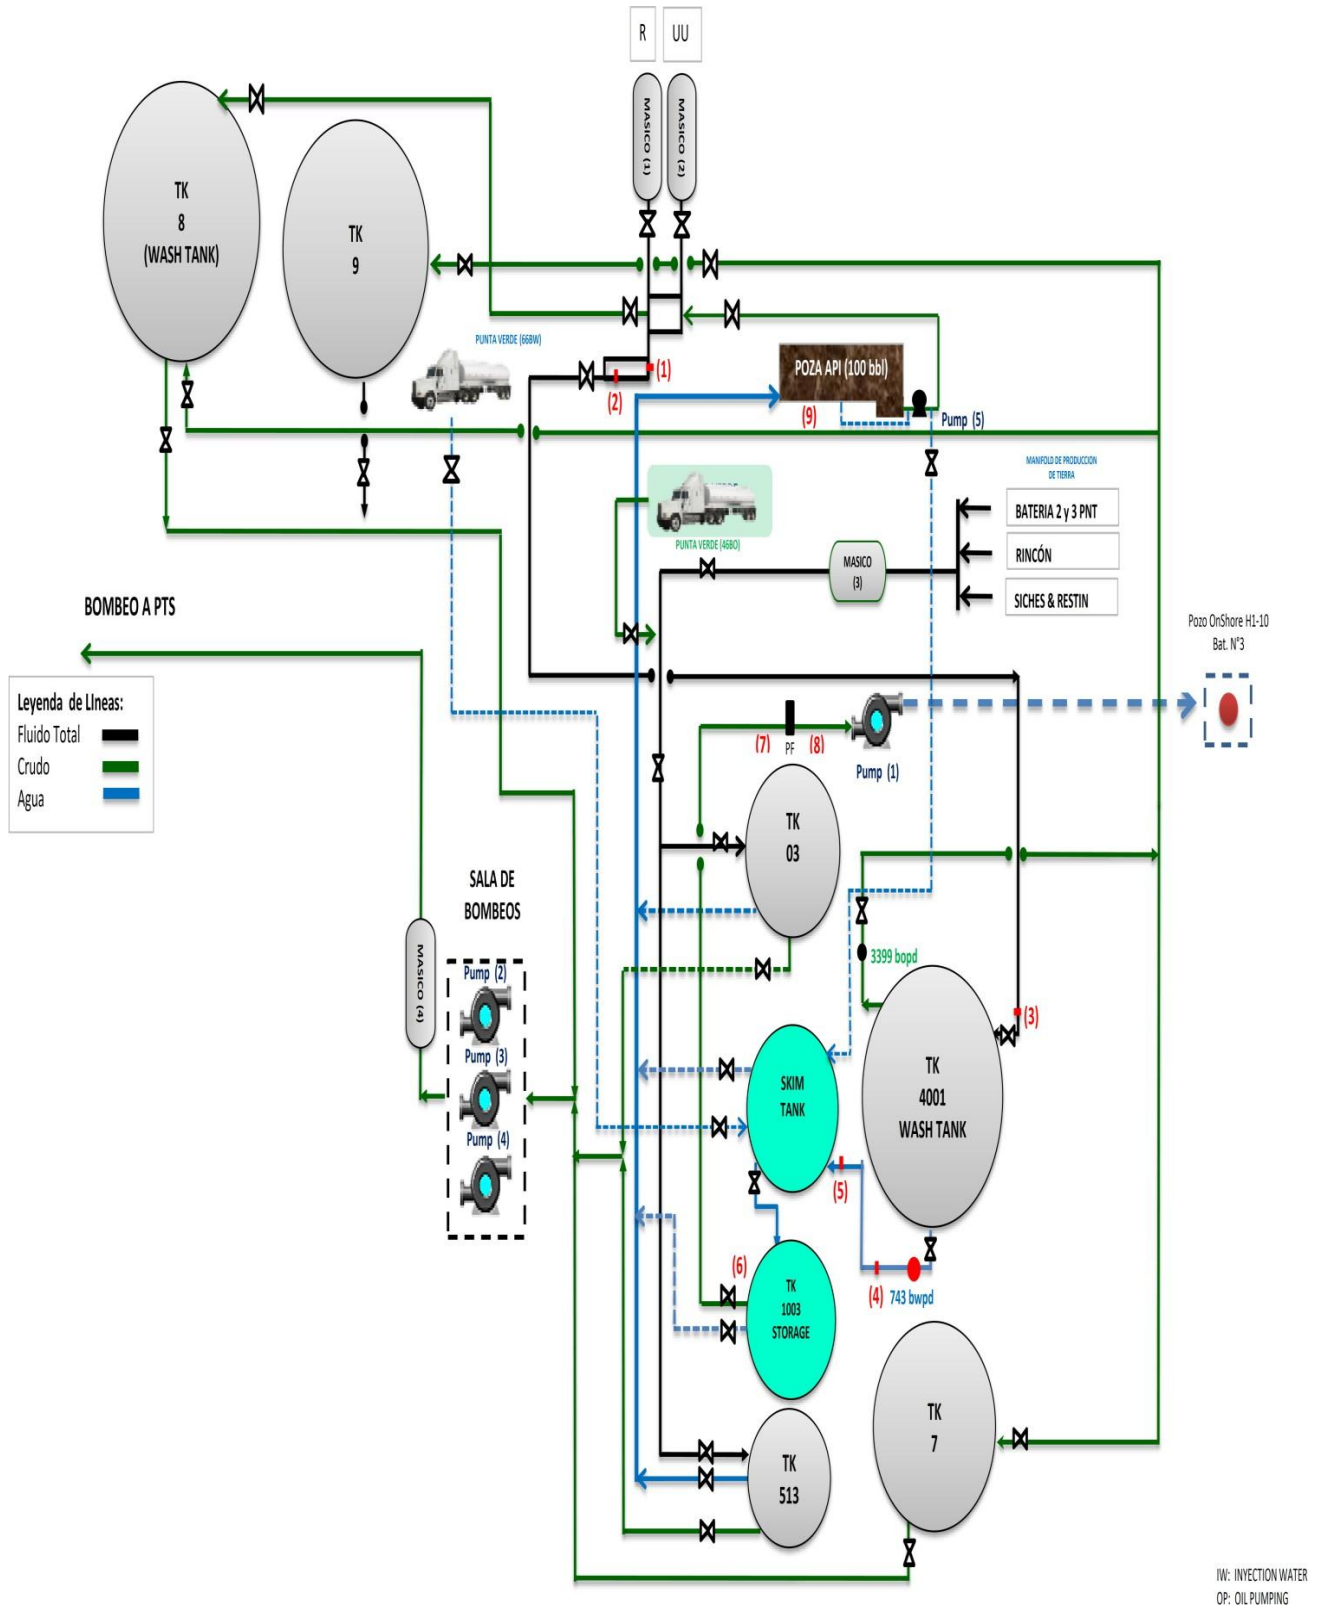 R
UU
MASICO (1)
MASICO (2)
TK
8
(WASH TANK)
TK
9
PUNTA VERDE (66BW)
(1)
(2)
POZA API (100 bbl)
(9)
Pump (5)
MANIFOLD DE PRODUCCION
DE TIERRA
BATERIA 2 y 3 PNT
RINCÓN
SICHES & RESTIN
MASICO
(3)
PUNTA VERDE (46BO)
BOMBEO A PTS
Leyenda de LIneas:
Fluido Total
Crudo
Agua
Pozo OnShore H1-10
Bat. N°3
(7)
PF
(8)
Pump (1)
TK
03
SALA DE
BOMBEOS
MASICO (4)
Pump (2)
Pump (3)
Pump (4)
3399 bopd
(3)
TK
4001
WASH TANK
SKIM
TANK
(5)
(4)
743 bwpd
(6)
TK
1003
STORAGE
TK
7
TK
513
IW: INYECTION WATER
OP: OIL PUMPING